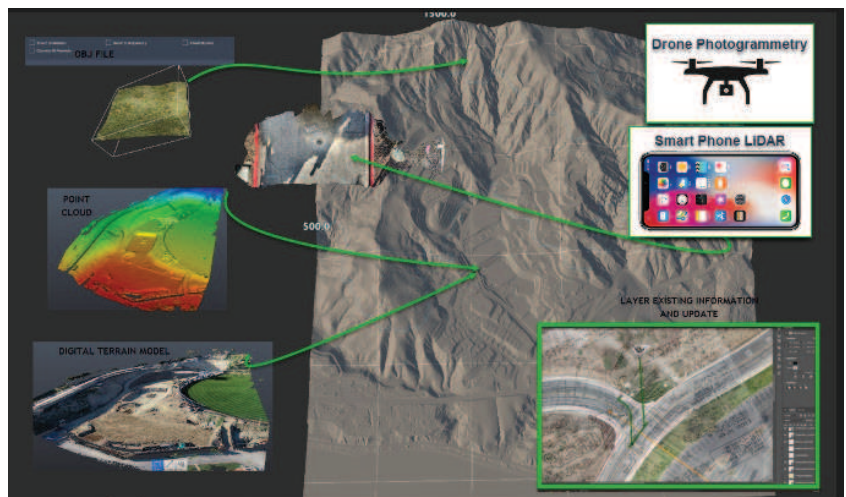 1500.0
OBJ FILE
Drone Photogrammetry
Smart Phone LiDAR
POINT
CLOUD
500.0
LAYER EXISTING INFORMATION
AND UPDATE
DIGITAL TERRAIN MODEL